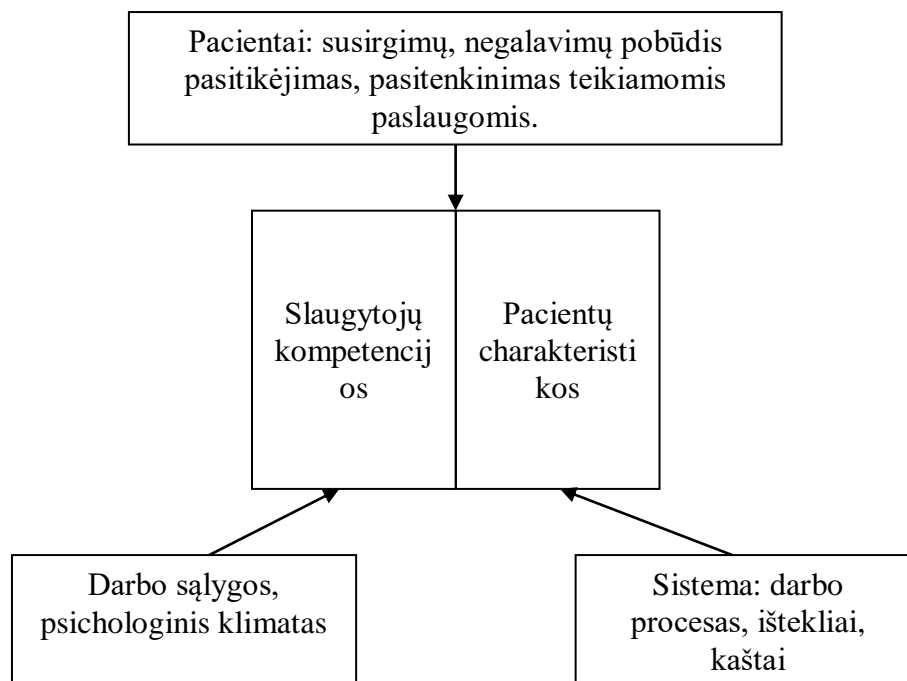 Pacientai: susirgimų, negalavimų pobūdis
pasitikėjimas, pasitenkinimas teikiamomis
paslaugomis.
Slaugytojų
kompetencij
os
Pacientų
charakteristi
kos
Darbo sąlygos,
psichologinis klimatas
Sistema: darbo
procesas, ištekliai,
kaštai